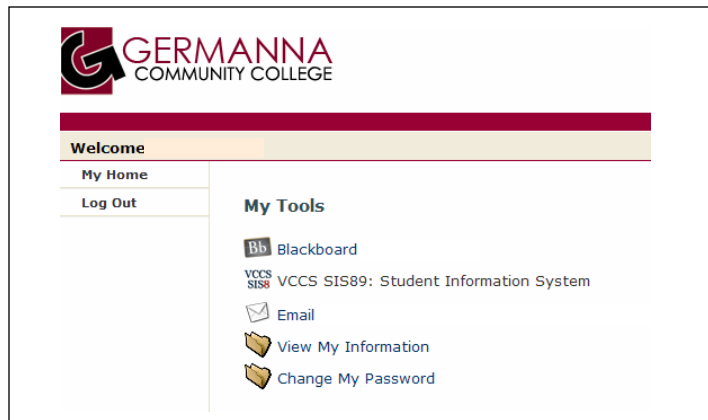 GERMANNA
COMMUNITY COLLEGE
Welcome
My Home
Log Out
My Tools
Bb Blackboard
VCCS SIS8 VCCS SIS89: Student Information System
Email
View My Information
Change My Password